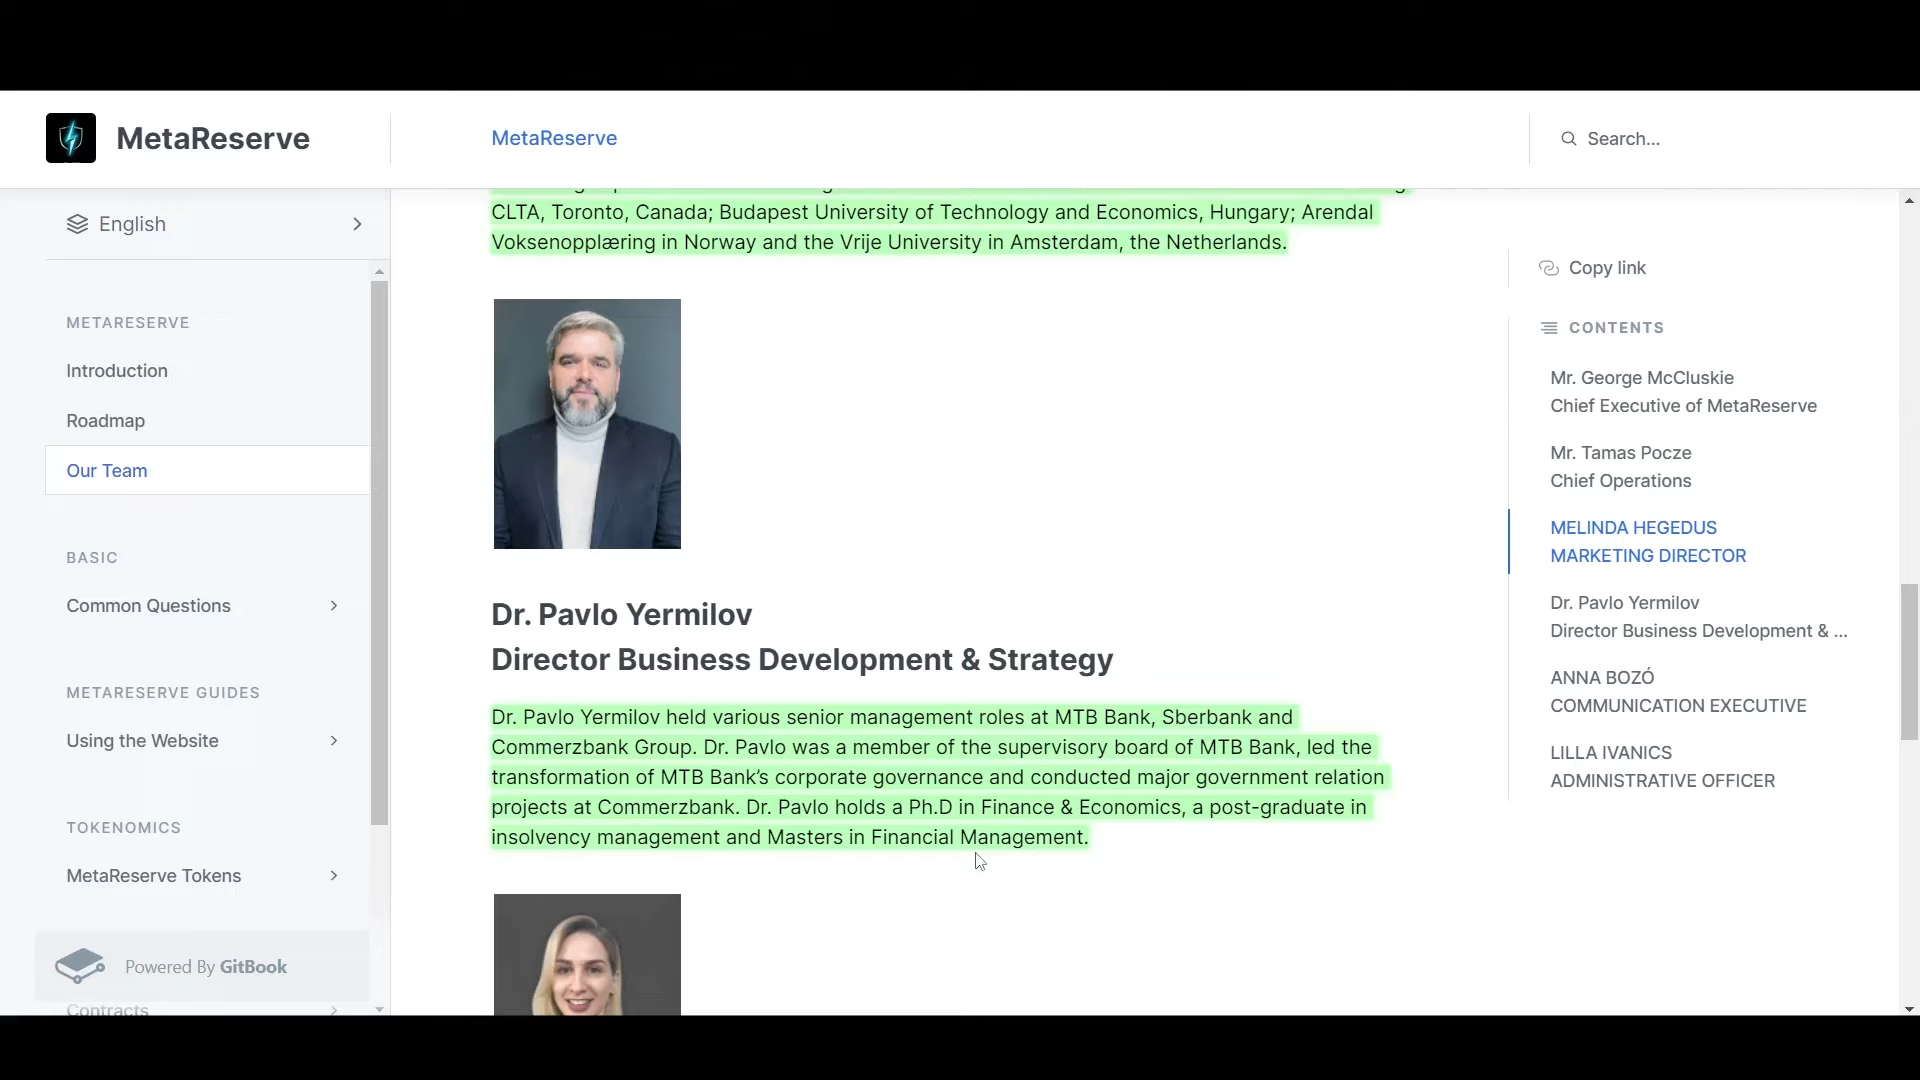 MetaReserve
MetaReserve
Search...
English
METARESERVE
Introduction
Roadmap
Our Team
BASIC
Common Questions
METARESERVE GUIDES
Using the Website
TOKENOMICS
MetaReserve Tokens
Powered By GitBook
Contracts
CLTA, Toronto, Canada; Budapest University of Technology and Economics, Hungary; Arendal
Voksenopplæring in Norway and the Vrije University in Amsterdam, the Netherlands.
Dr. Pavlo Yermilov
Director Business Development & Strategy
Dr. Pavlo Yermilov held various senior management roles at MTB Bank, Sberbank and
Commerzbank Group. Dr. Pavlo was a member of the supervisory board of MTB Bank, led the
transformation of MTB Bank’s corporate governance and conducted major government relation
projects at Commerzbank. Dr. Pavlo holds a Ph.D in Finance & Economics, a post-graduate in
insolvency management and Masters in Financial Management.
Copy link
CONTENTS
Mr. George McCluskie
Chief Executive of MetaReserve
Mr. Tamas Pocze
Chief Operations
MELINDA HEGEDUS
MARKETING DIRECTOR
Dr. Pavlo Yermilov
Director Business Development & ...
ANNA BOZÓ
COMMUNICATION EXECUTIVE
LILLA IVANICS
ADMINISTRATIVE OFFICER